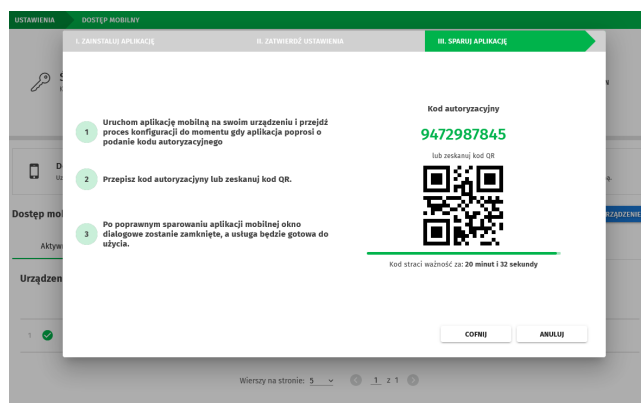 USTAWIENIA DOSTĘP MOBILNY
I. ZAINSTALUJ APLIKACJĘ II. ZATWIERDŹ USTAWIENIA III. SPARUJ APLIKACJĘ
Kod autoryzacyjny
9472987845
lub zeskanuj kod QR
1 Uruchom aplikację mobilną na swoim urządzeniu i przejdź
proces konfiguracji do momentu gdy aplikacja poprosi o
podanie kodu autoryzacyjnego
2 Przepisz kod autoryzacyjny lub zeskanuj kod QR.
3 Po poprawnym sparowaniu aplikacji mobilnej okno
dialogowe zostanie zamknięte, a usługa będzie gotowa do
użycia.
Kod straci ważność za: 20 minut i 32 sekundy
COFNIJ ANULUJ
Dostęp
Aktyw
Urządzen
1
Wierszy na stronie: 5 1 z 1